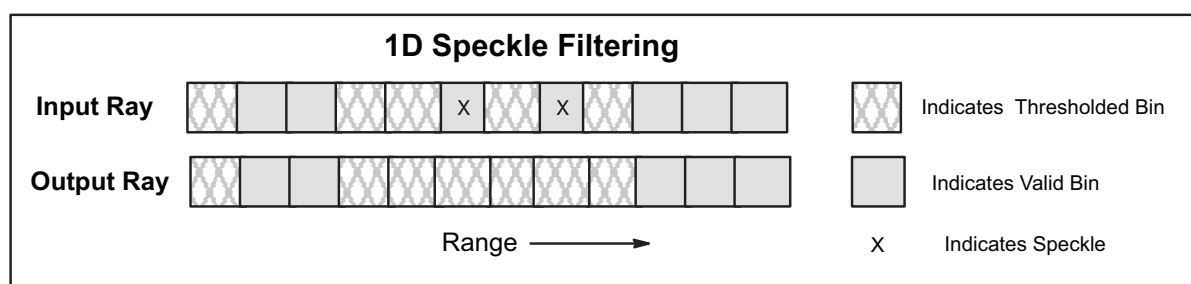 1D Speckle Filtering
Input Ray
X X
Indicates Thresholded Bin
Output Ray
Indicates Valid Bin
Range
X Indicates Speckle